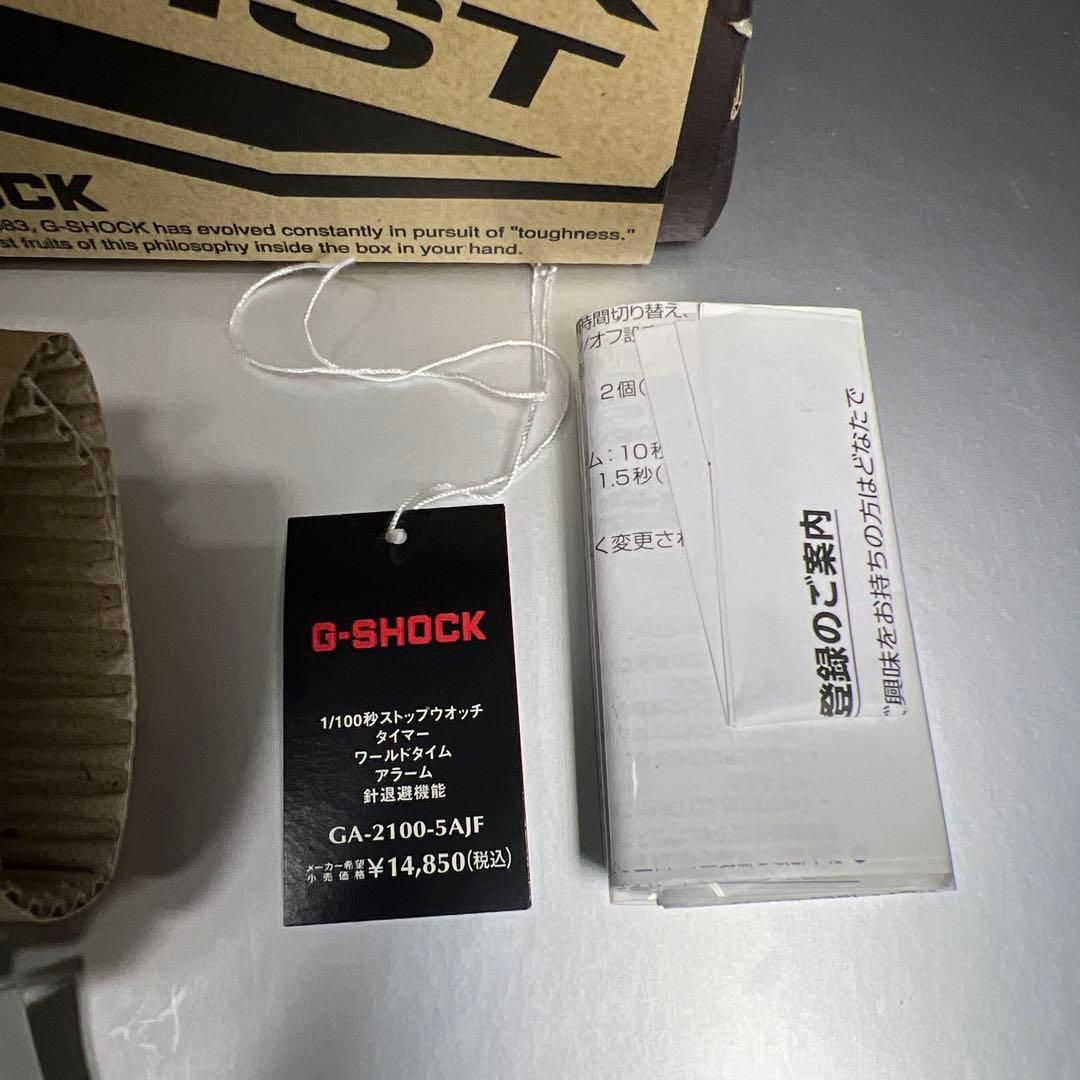 ST
OCK
G-SHOCK has evolved constantly in pursuit of "toughness."
fruits of this philosophy inside the box in your hand.
時間切り替え、
/オフ設
2個(
ム:10秒
1.5秒(
く変更され
登録のご案内
ご興味をお持ちの方はどなたで
G-SHOCK
1/100秒ストップウオッチ
タイマー
ワールドタイム
アラーム
針退避機能
GA-2100-5AJF
メーカー希望
小売価格 ¥14,850(税込)